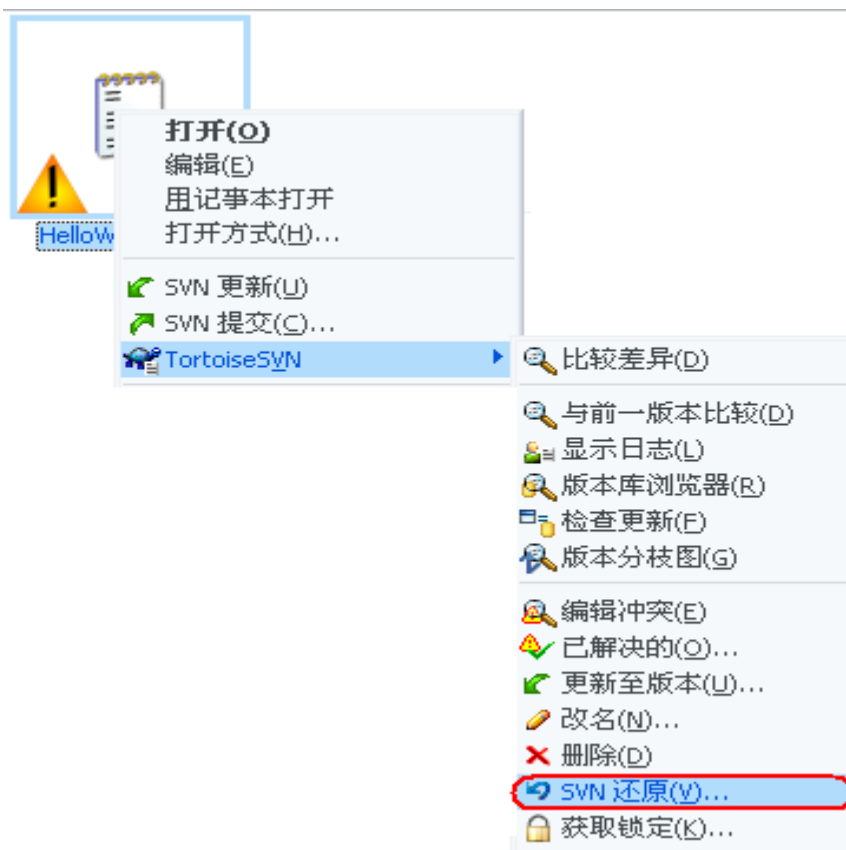 HelloW
打开(O)
编辑(E)
用记事本打开
打开方式(H)...
SVN 更新(U)
SVN 提交(C)...
TortoiseSVN
比较差异(D)
与前一版本比较(D)
显示日志(L)
版本库浏览器(R)
检查更新(F)
版本分枝图(G)
编辑冲突(E)
已解决的(O)...
更新至版本(U)...
改名(N)...
删除(D)
SVN 还原(V)...
获取锁定(K)...